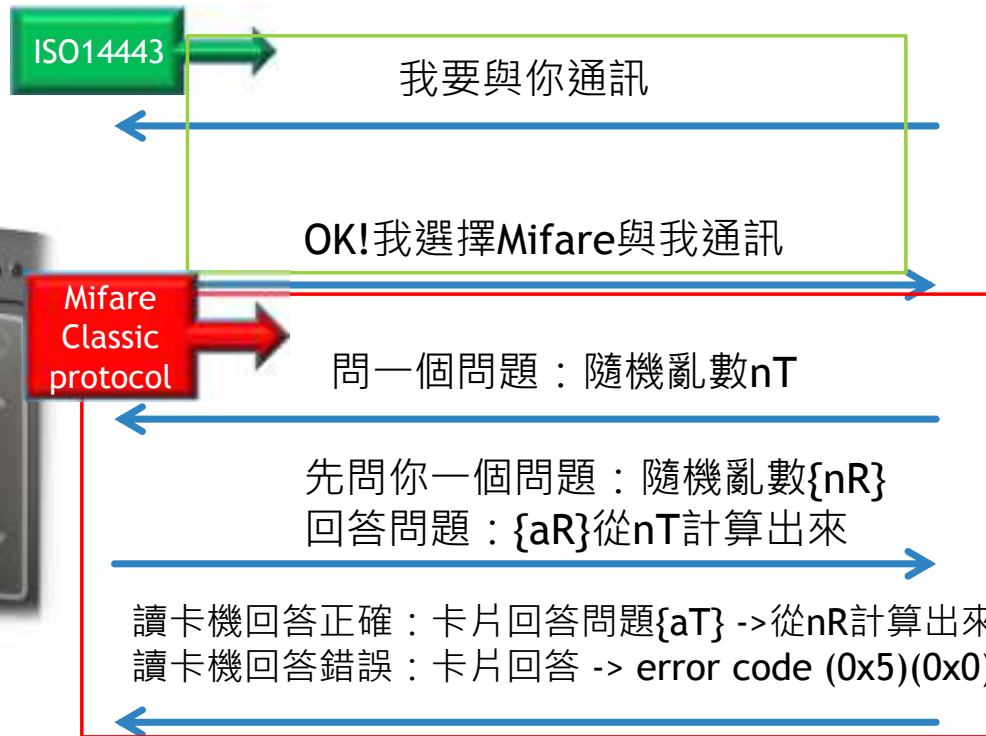 ISO14443
我要與你通訊
OK!我選擇Mifare與我通訊
Mifare
Classic
protocol
問一個問題：隨機亂數nT
先問你一個問題：隨機亂數{nR}
回答問題：{aR}從nT計算出來
讀卡機回答正確：卡片回答問題{aT} ->從nR計算出來
讀卡機回答錯誤：卡片回答 -> error code (0x5)(0x0)